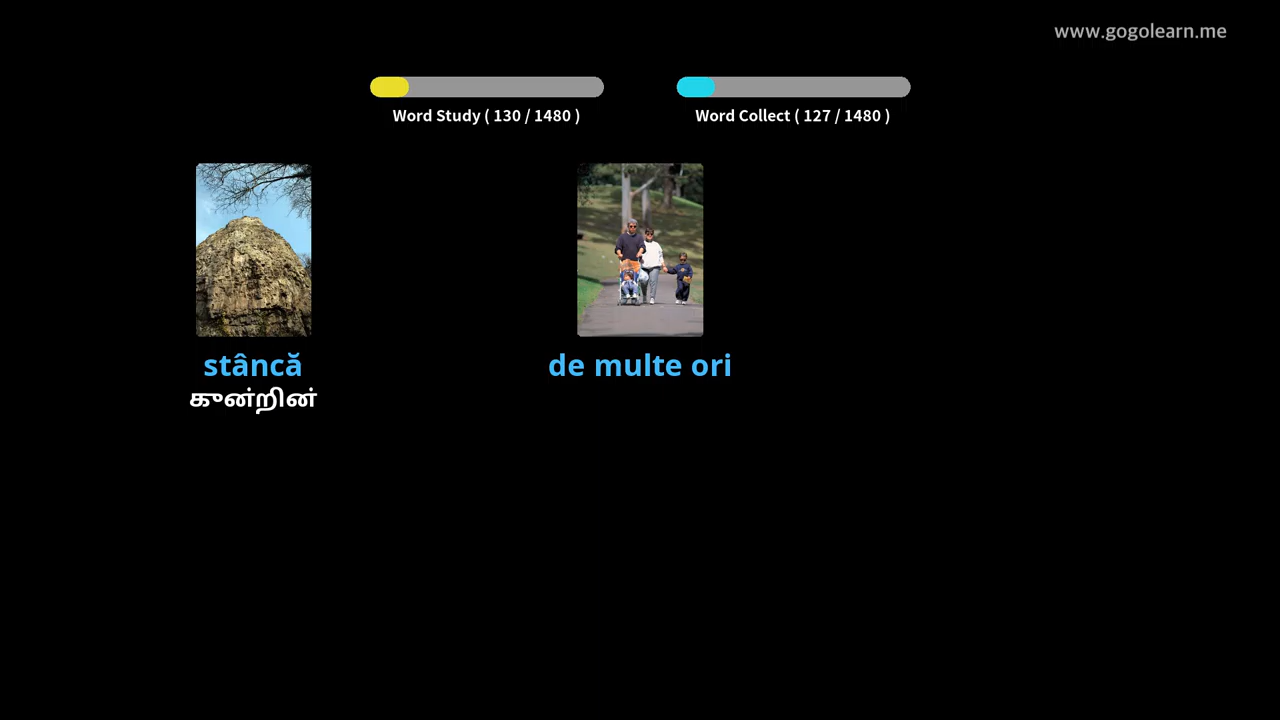 www.gogolearn.me
Word Study ( 130 / 1480 )
Word Collect ( 127 / 1480 )
stâncă
குன்றின்
de multe ori